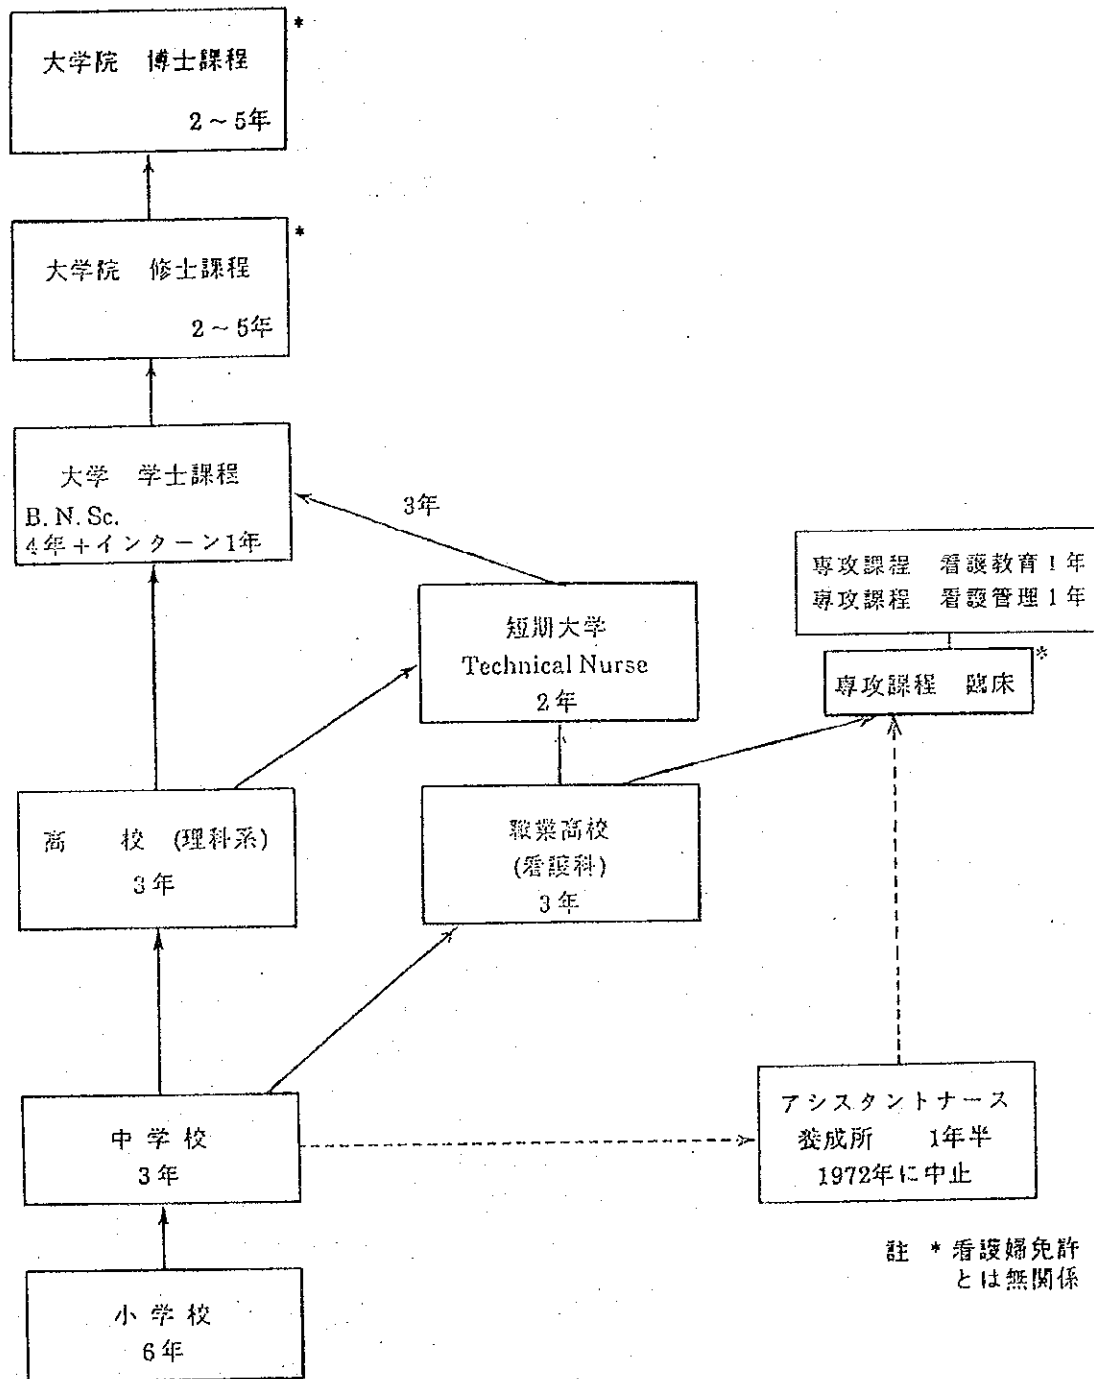 大学院 博士課程 *
2～5年
大学院 修士課程 *
2～5年
大学 学士課程
B. N. Sc.
4年＋インターン1年
3年
専攻課程 看護教育1年
専攻課程 看護管理1年
短期大学
Technical Nurse
2年
専攻課程 臨床 *
高 校 (理科系)
3年
職業高校
(看護科)
3年
中学校
3年
アシスタントナース
養成所 1年半
1972年に中止
註 * 看護婦免許
とは無関係
小学校
6年